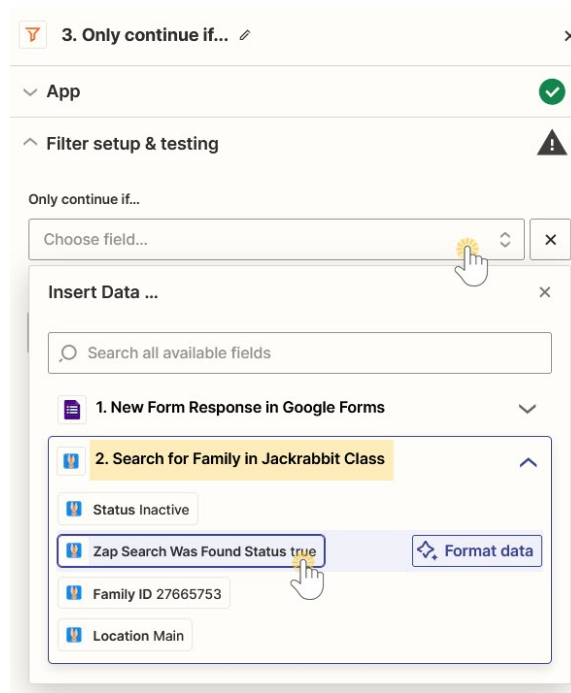 3. Only continue if...
App
Filter setup & testing
Only continue if...
Choose field...
Insert Data ...
Search all available fields
1. New Form Response in Google Forms
2. Search for Family in Jackrabbit Class
Status Inactive
Zap Search Was Found Status true
Format data
Family ID 27665753
Location Main